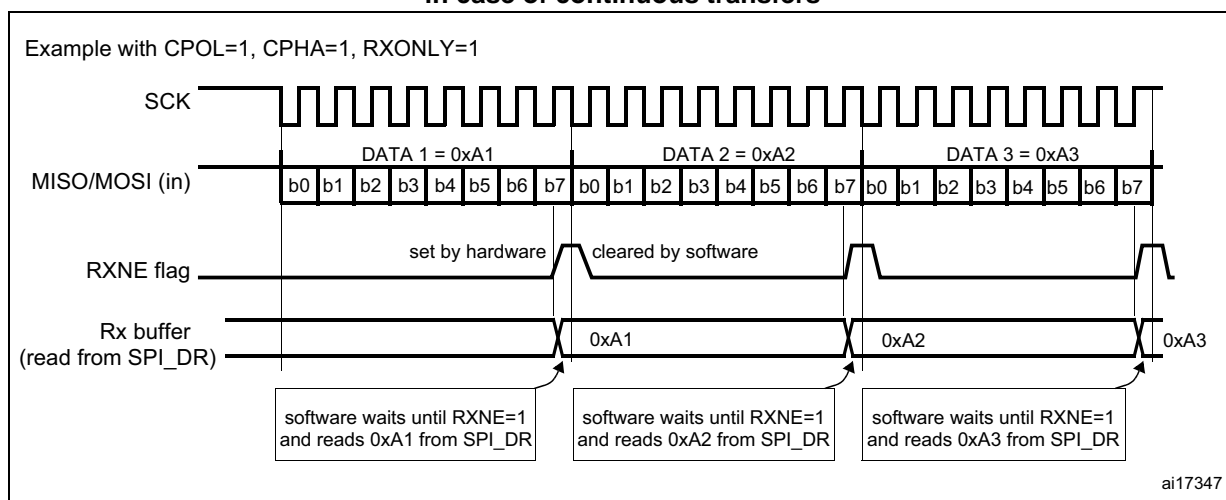 in case of continuous transfers
Example with CPOL=1, CPHA=1, RXONLY=1
SCK
DATA 1 = 0xA1 DATA 2 = 0xA2 DATA 3 = 0xA3
MISO/MOSI (in) b0 b1 b2 b3 b4 b5 b6 b7 b0 b1 b2 b3 b4 b5 b6 b7 b0 b1 b2 b3 b4 b5 b6 b7
set by hardware cleared by software
RXNE flag
Rx buffer
(read from SPI_DR)
0xA1 0xA2 0xA3
software waits until RXNE=1
and reads 0xA1 from SPI_DR
software waits until RXNE=1
and reads 0xA2 from SPI_DR
software waits until RXNE=1
and reads 0xA3 from SPI_DR
ai17347